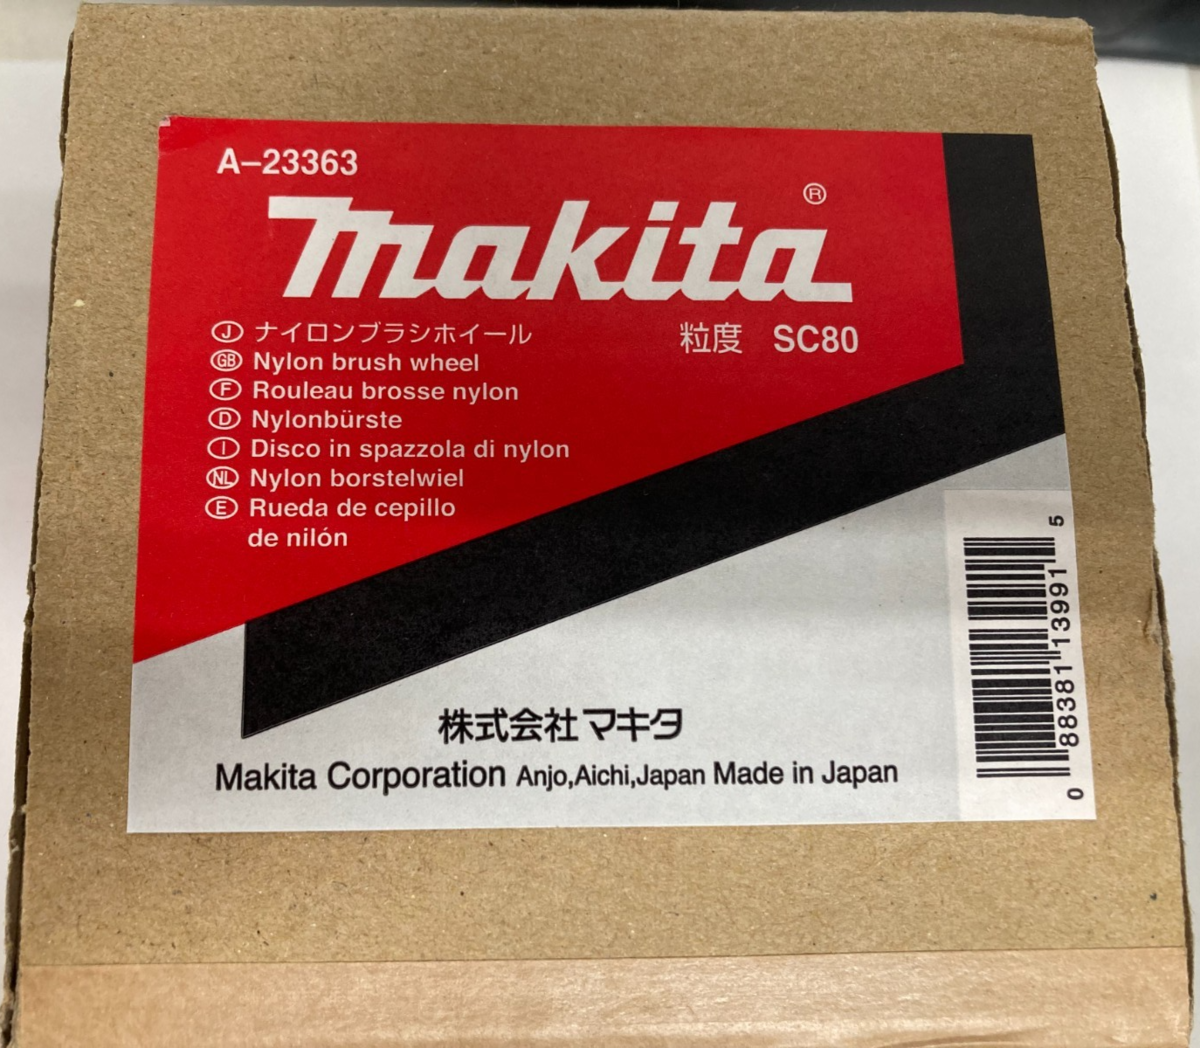 A-23363
makita®
Ⓙ ナイロンブラシホイール 粒度 SC80
GB Nylon brush wheel
F Rouleau brosse nylon
D Nylonbürste
I Disco in spazzola di nylon
NL Nylon borstelwiel
E Rueda de cepillo
de nilón
株式会社マキタ
Makita Corporation Anjo,Aichi,Japan Made in Japan
0 88381 13991 5